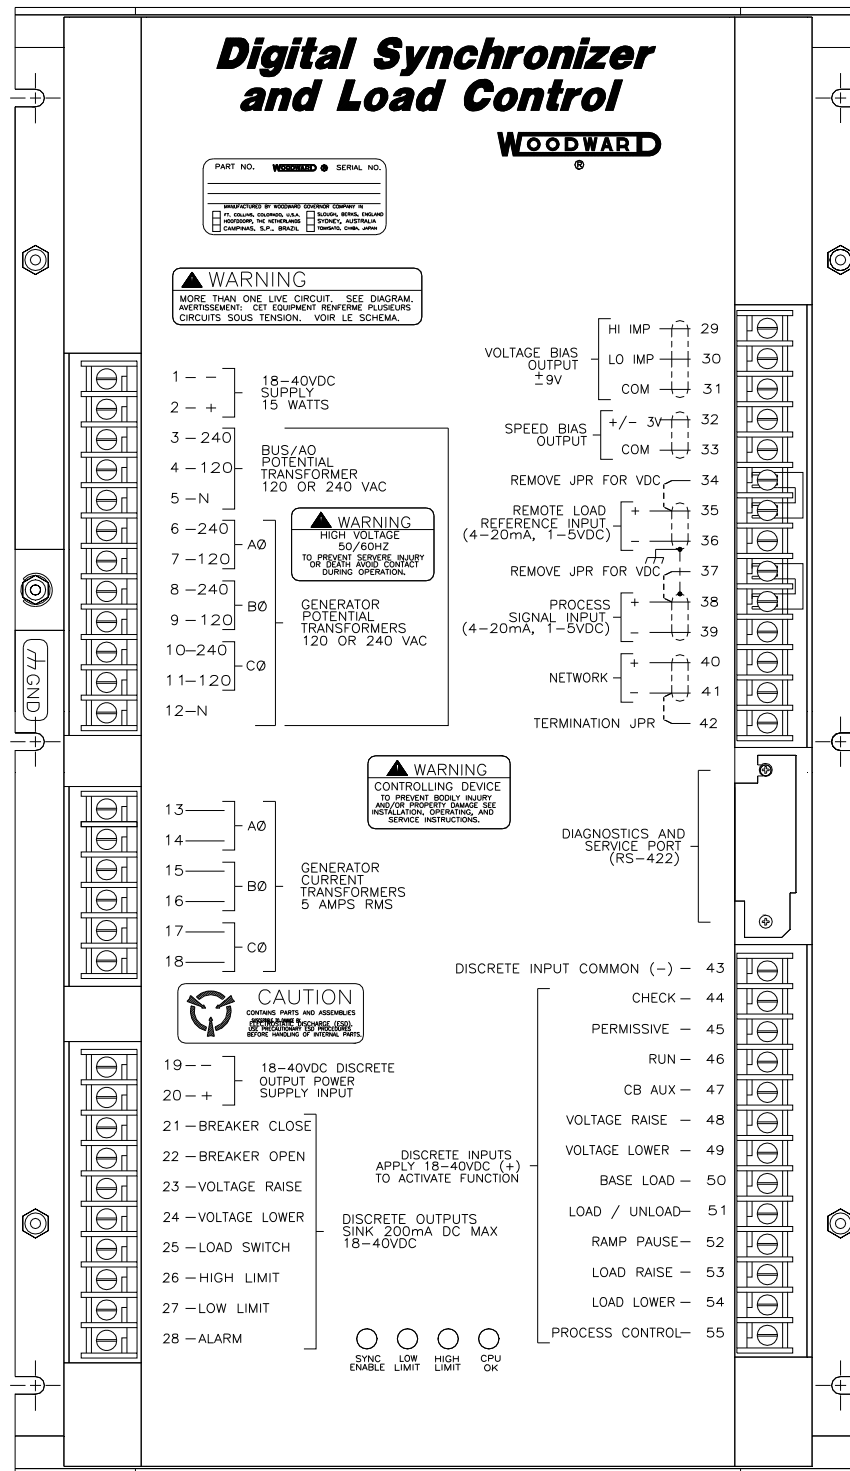 Digital Synchronizer
and Load Control
WOODWARD
®
PART NO. WOODWARD ® SERIAL NO.
MANUFACTURED BY WOODWARD GOVERNOR COMPANY IN
FT. COLLINS, COLORADO, U.S.A. SLOUGH, BERKS, ENGLAND
HOOFDDORP, THE NETHERLANDS SYDNEY, AUSTRALIA
CAMPINAS, S.P., BRAZIL TOMISATO, CHIBA, JAPAN
WARNING
MORE THAN ONE LIVE CIRCUIT. SEE DIAGRAM.
AVERTISSEMENT: CET EQUIPMENT RENFERME PLUSIEURS
CIRCUITS SOUS TENSION. VOIR LE SCHEMA.
1 – –
2 – +
18–40VDC
SUPPLY
15 WATTS
3 – 240
4 – 120
5 – N
BUS/AO
POTENTIAL
TRANSFORMER
120 OR 240 VAC
6 –240
7 –120
AØ
8 –240
9 –120
BØ
10–240
11–120
CØ
12–N
WARNING
HIGH VOLTAGE
50/60HZ
TO PREVENT SERVERE INJURY
OR DEATH AVOID CONTACT
DURING OPERATION.
GENERATOR
POTENTIAL
TRANSFORMERS
120 OR 240 VAC
GND
HI IMP 29
LO IMP 30
COM 31
VOLTAGE BIAS
OUTPUT
±9V
+/– 3V 32
COM 33
SPEED BIAS
OUTPUT
REMOVE JPR FOR VDC 34
+ 35
– 36
REMOTE LOAD
REFERENCE INPUT
(4–20mA, 1–5VDC)
REMOVE JPR FOR VDC 37
+ 38
– 39
PROCESS
SIGNAL INPUT
(4–20mA, 1–5VDC)
+ 40
– 41
NETWORK
TERMINATION JPR 42
WARNING
CONTROLLING DEVICE
TO PREVENT BODILY INJURY
AND/OR PROPERTY DAMAGE SEE
INSTALLATION, OPERATING, AND
SERVICE INSTRUCTIONS.
13
14
AØ
15
16
BØ
17
18
CØ
GENERATOR
CURRENT
TRANSFORMERS
5 AMPS RMS
DIAGNOSTICS AND
SERVICE PORT
(RS–422)
CAUTION
CONTAINS PARTS AND ASSEMBLIES
SUSCEPTIBLE TO DAMAGE BY
ELECTROSTATIC DISCHARGE (ESD).
USE PRECAUTIONARY ESD PROCEDURES
BEFORE HANDLING OF INTERNAL PARTS.
19 – –
20 – +
18–40VDC DISCRETE
OUTPUT POWER
SUPPLY INPUT
21 – BREAKER CLOSE
22 – BREAKER OPEN
23 – VOLTAGE RAISE
24 – VOLTAGE LOWER
25 – LOAD SWITCH
26 – HIGH LIMIT
27 – LOW LIMIT
28 – ALARM
DISCRETE OUTPUTS
SINK 200mA DC MAX
18–40VDC
DISCRETE INPUT COMMON (–) – 43
CHECK – 44
PERMISSIVE – 45
RUN – 46
CB AUX – 47
VOLTAGE RAISE – 48
VOLTAGE LOWER – 49
BASE LOAD – 50
LOAD / UNLOAD– 51
RAMP PAUSE– 52
LOAD RAISE – 53
LOAD LOWER – 54
PROCESS CONTROL– 55
DISCRETE INPUTS
APPLY 18–40VDC (+)
TO ACTIVATE FUNCTION
SYNC
ENABLE
LOW
LIMIT
HIGH
LIMIT
CPU
OK